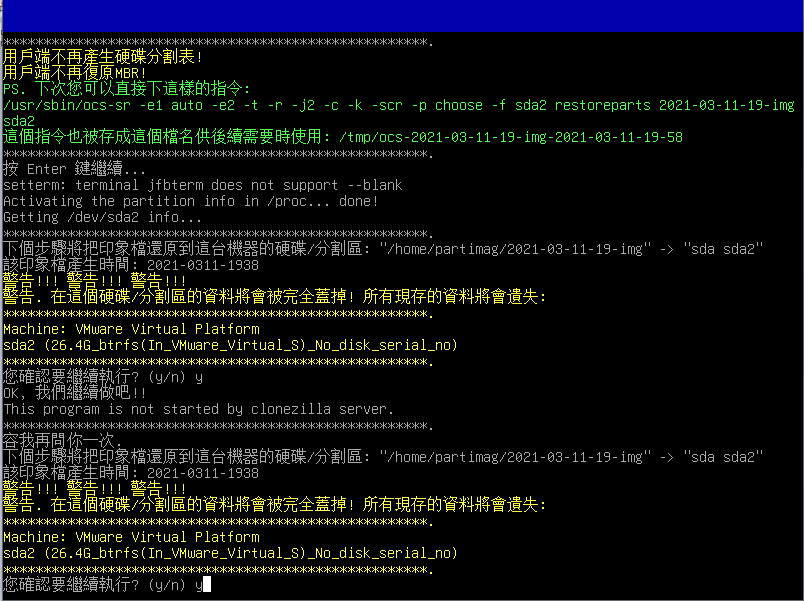 *****************************************************.
用戶端不再產生硬碟分割表!
用戶端不再復原MBR!
PS. 下次您可以直接下這樣的指令:
/usr/sbin/ocs-sr -e1 auto -e2 -t -r -j2 -c -k -scr -p choose -f sda2 restoreparts 2021-03-11-19-img
sda2
這個指令也被存成這個檔名供後續需要時使用: /tmp/ocs-2021-03-11-19-img-2021-03-11-19-58
*****************************************************.
按 Enter 鍵繼續...
setterm: terminal jfbterm does not support --blank
Activating the partition info in /proc... done!
Getting /dev/sda2 info...
*****************************************************.
下個步驟將把印象檔還原到這台機器的硬碟/分割區: "/home/partimag/2021-03-11-19-img" -> "sda sda2"
該印象檔產生時間: 2021-0311-1938
警告!!! 警告!!! 警告!!!
警告. 在這個硬碟/分割區的資料將會被完全蓋掉! 所有現存的資料將會遺失:
*****************************************************.
Machine: VMware Virtual Platform
sda2 (26.4G_btrfs(In_VMware_Virtual_S)_No_disk_serial_no)
*****************************************************.
您確認要繼續執行? (y/n) y
OK, 我們繼續做吧!!
This program is not started by clonezilla server.
*****************************************************.
容我再問你一次.
下個步驟將把印象檔還原到這台機器的硬碟/分割區: "/home/partimag/2021-03-11-19-img" -> "sda sda2"
該印象檔產生時間: 2021-0311-1938
警告!!! 警告!!! 警告!!!
警告. 在這個硬碟/分割區的資料將會被完全蓋掉! 所有現存的資料將會遺失:
*****************************************************.
Machine: VMware Virtual Platform
sda2 (26.4G_btrfs(In_VMware_Virtual_S)_No_disk_serial_no)
*****************************************************.
您確認要繼續執行? (y/n) y